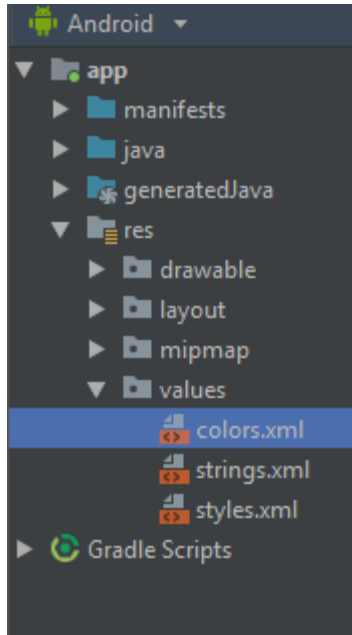 Android
app
manifests
java
generatedJava
res
drawable
layout
mipmap
values
colors.xml
strings.xml
styles.xml
Gradle Scripts